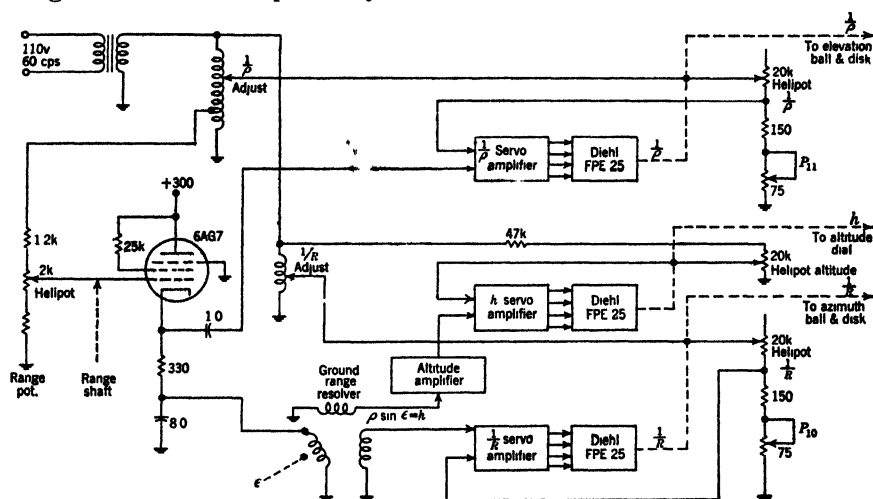 110v
60 cps
1/ρ
Adjust
1/ρ
To elevation
ball & disk
20k
Helipot
1/ρ
150
P11
75
1/ρ Servo
amplifier
Diehl
FPE 25
1/ρ
+300
6AG7
25k
1 2k
2k
Helipot
Range
pot.
Range
shaft
1 0
330
8 0
1/R
Adjust
47k
h
To altitude
dial
20k
Helipot altitude
h servo
amplifier
Diehl
FPE 25
1/R
To azimuth
ball & disk
20k
Helipot
1/R
150
P10
75
Altitude
amplifier
Ground
range
resolver
ρ sin ϵ=h
ϵ
1/R servo
amplifier
Diehl
FPE 25
1/R